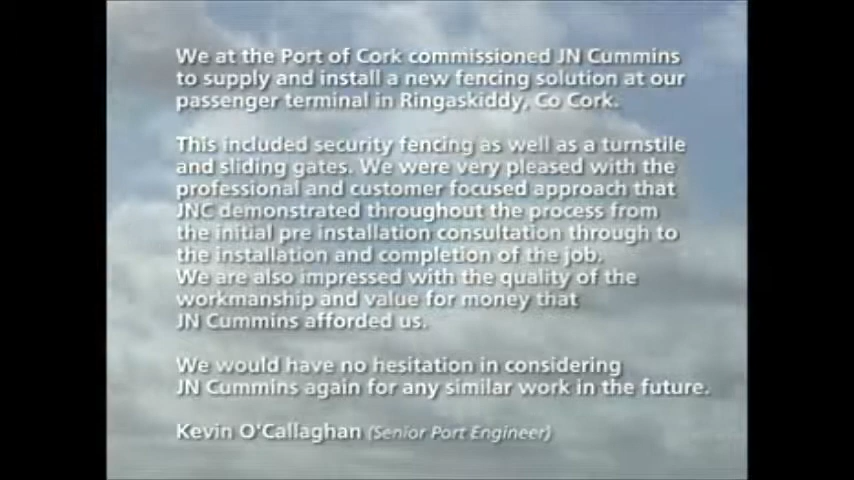 We at the Port of Cork commissioned JN Cummins
to supply and install a new fencing solution at our
passenger terminal in Ringaskiddy, Co Cork.
This included security fencing as well as a turnstile
and sliding gates. We were very pleased with the
professional and customer focused approach that
JNC demonstrated throughout the process from
the initial pre installation consultation through to
the installation and completion of the job.
We are also impressed with the quality of the
workmanship and value for money that
JN Cummins afforded us.
We would have no hesitation in considering
JN Cummins again for any similar work in the future.
Kevin O'Callaghan (Senior Port Engineer)